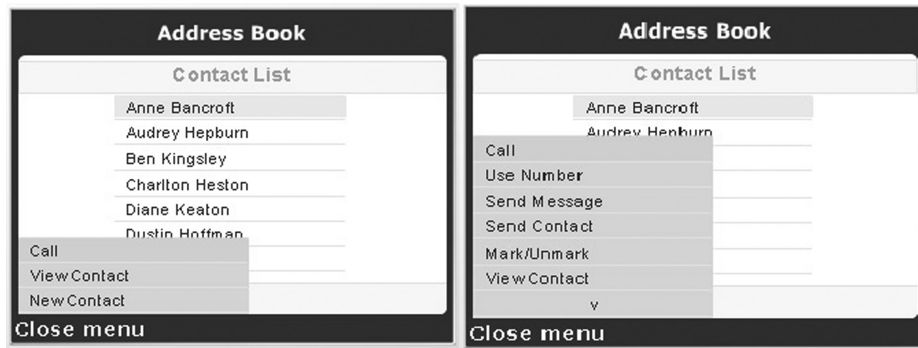 Address Book
Contact List
Anne Bancroft
Audrey Hepburn
Ben Kingsley
Charlton Heston
Diane Keaton
Dustin Hoffman
Call
View Contact
New Contact
Close menu
Address Book
Contact List
Anne Bancroft
Audrey Hepburn
Call
Use Number
Send Message
Send Contact
Mark/Unmark
View Contact
v
Close menu